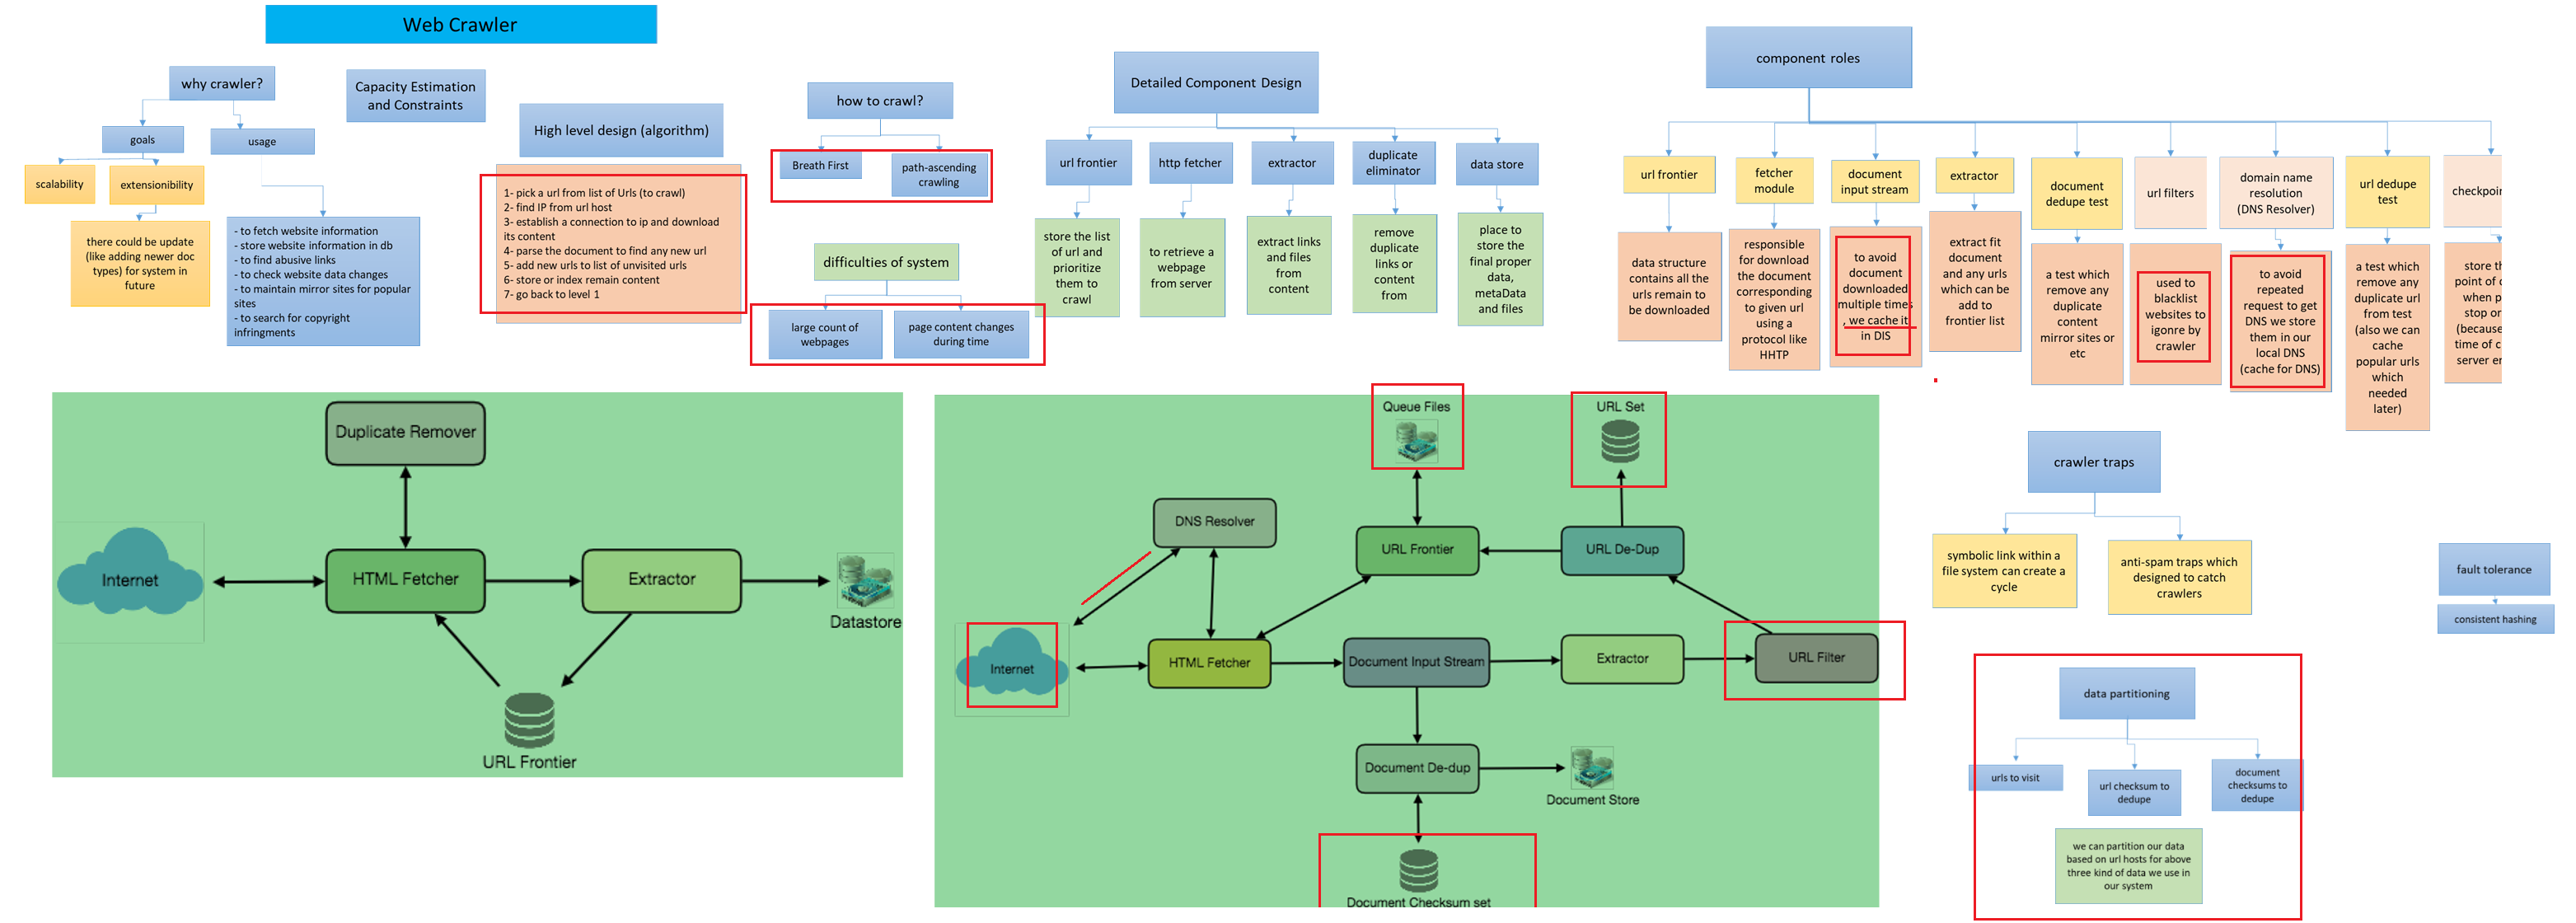 Web Crawler
why crawler?
goals
usage
scalability
extensionibility
there could be update
(like adding newer doc
types) for system in
future
- to fetch website information
- store website information in db
- to find abusive links
- to check website data changes
- to maintain mirror sites for popular
sites
- to search for copyright
infringments
Capacity Estimation
and Constraints
High level design (algorithm)
1- pick a url from list of Urls (to crawl)
2- find IP from url host
3- establish a connection to ip and download
its content
4- parse the document to find any new url
5- add new urls to list of unvisited urls
6- store or index remain content
7- go back to level 1
how to crawl?
Breath First
path-ascending
crawling
difficulties of system
large count of
webpages
page content changes
during time
Detailed Component Design
url frontier
http fetcher
extractor
duplicate
eliminator
data store
store the list
of url and
prioritize
them to
crawl
to retrieve a
webpage
from server
extract links
and files
from
content
remove
duplicate
links or
content
from
place to
store the
final proper
data,
metaData
and files
component roles
url frontier
fetcher
module
document
input stream
extractor
document
dedupe test
url filters
domain name
resolution
(DNS Resolver)
url dedupe
test
checkpoin
data structure
contains all the
urls remain to
be downloaded
responsible
for download
the document
corresponding
to given url
using a
protocol like
HHTP
to avoid
document
downloaded
multiple times
, we cache it
in DIS
extract fit
document
and any urls
which can be
add to
frontier list
a test which
remove any
duplicate
content
mirror sites or
etc
used to
blacklist
websites to
igonre by
crawler
to avoid
repeated
request to get
DNS we store
them in our
local DNS
(cache for DNS)
a test which
remove any
duplicate url
from test
(also we can
cache
popular urls
which
needed
later)
store th
point of c
when p
stop or
(because
time of c
server er
Duplicate Remover
Internet
HTML Fetcher
Extractor
Datastore
URL Frontier
Queue Files
URL Set
DNS Resolver
URL Frontier
URL De-Dup
Internet
HTML Fetcher
Document Input Stream
Extractor
URL Filter
Document De-dup
Document Store
Document Checksum set
crawler traps
symbolic link within a
file system can create a
cycle
anti-spam traps which
designed to catch
crawlers
fault tolerance
consistent hashing
data partitioning
urls to visit
url checksum to
dedupe
document
checksums to
dedupe
we can partition our data
based on url hosts for above
three kind of data we use in
our system